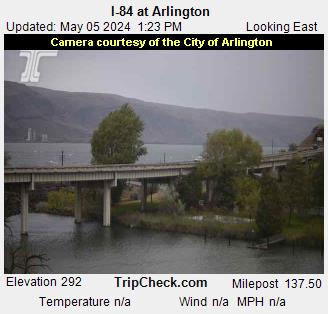 I-84 at Arlington
Updated: May 05 2024 1:23 PM Looking East
Camera courtesy of the City of Arlington
Elevation 292 TripCheck.com Milepost 137.50
Temperature n/a Wind n/a MPH n/a